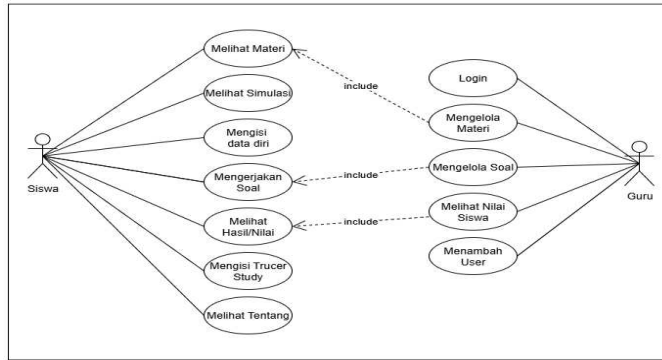 Melihat Materi
Melihat Simulasi
Mengisi
data diri
Mengerjakan
Soal
Melihat
Hasil/Nilai
Mengisi Trucer
Study
Melihat Tentang
Siswa
include
include
include
Login
Mengelola
Materi
Mengelola Soal
Melihat Nilai
Siswa
Menambah
User
Guru